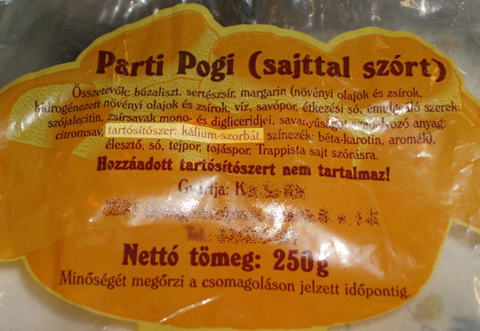 Parti Pogi (sajttal szórt)
Összetevők: búzaliszt, sertészsír, margarin (növényi olajok és zsírok,
hidrogénezett növényi olajok és zsírok, víz, savópor, étkezési só, emulgeáló szerek:
szójalecitin, zsírsavak mono- és digliceridjei, savanyúságot szabályozó anyag:
citromsav, tartósítószer: kálium-szorbát, színezék: béta-karotin, aromák),
élesztő, só, tejpor, tojáspor, Trappista sajt szórásra.
Hozzáadott tartósítószert nem tartalmaz!
Gyártja:
Nettó tömeg: 250g
Minőségét megőrzi a csomagoláson jelzett időpontig.